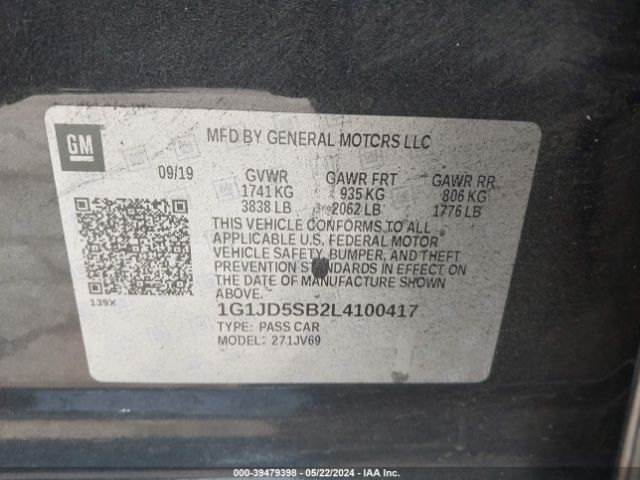 GM
MFD BY GENERAL MOTORS LLC
09/19 GVWR GAWR FRT GAWR RR
1741 KG 935 KG 806 KG
3838 LB 2062 LB 1776 LB
THIS VEHICLE CONFORMS TO ALL
APPLICABLE U.S. FEDERAL MOTOR
VEHICLE SAFETY, BUMPER, AND THEFT
PREVENTION STANDARDS IN EFFECT ON
THE DATE OF MANUFACTURE SHOWN
ABOVE.
139X
1G1JD5SB2L4100417
TYPE: PASS CAR
MODEL: 271JV69
000-39479398 - 05/22/2024 - IAA Inc.